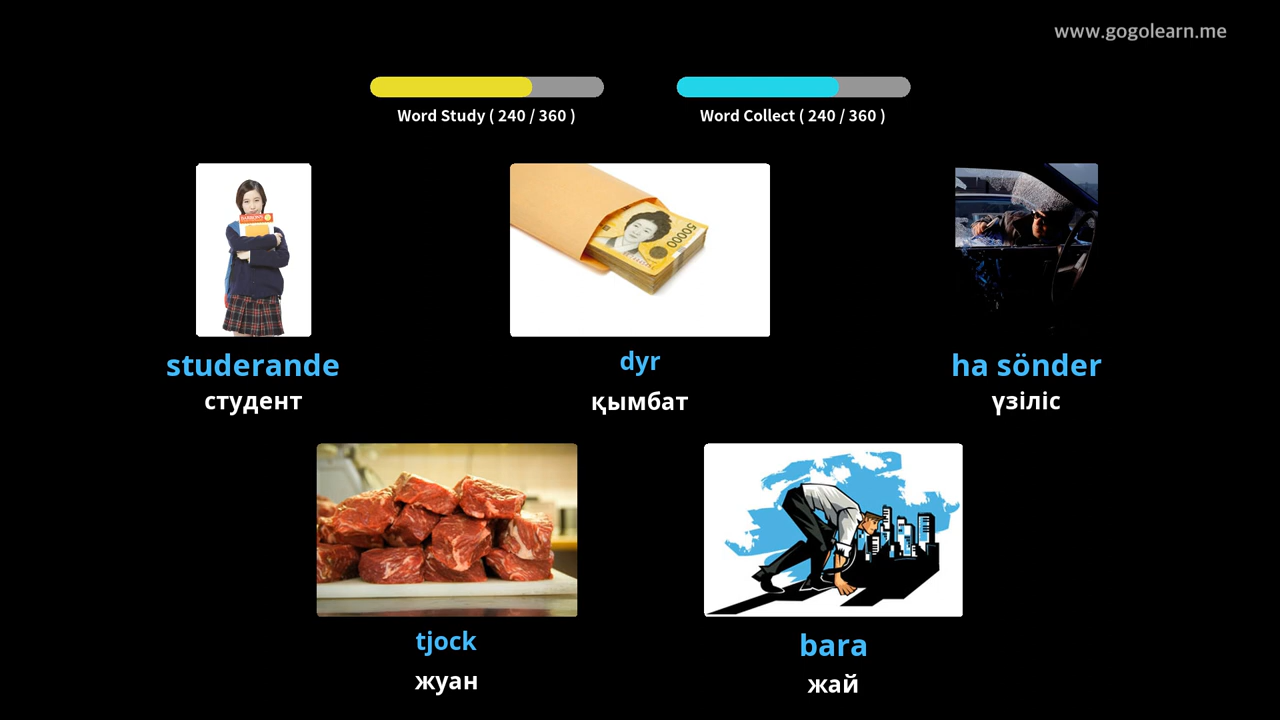 www.gogolearn.me
Word Study ( 240 / 360 )
Word Collect ( 240 / 360 )
50000
studerande
студент
dyr
қымбат
ha sönder
үзіліс
tjock
жуан
bara
жай